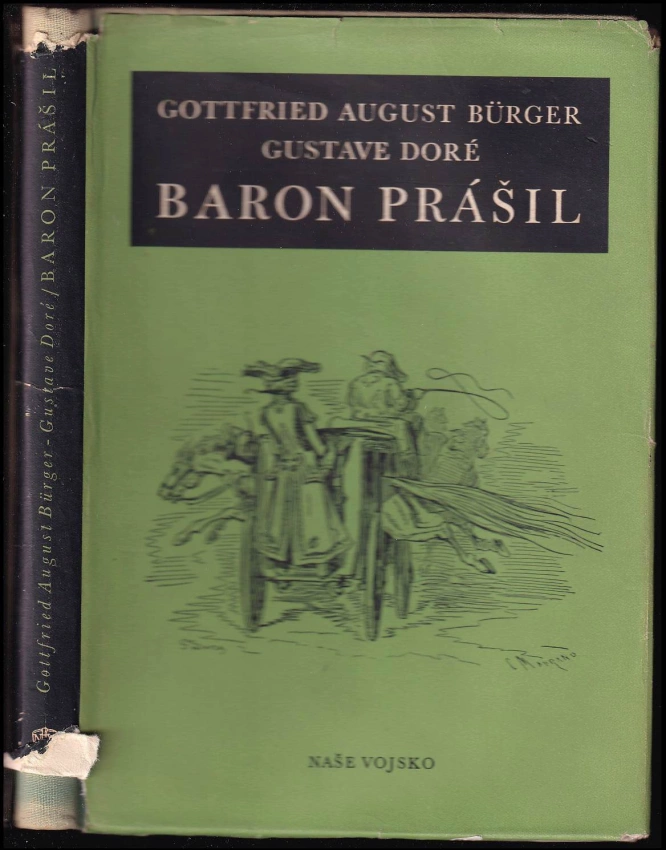 GOTTFRIED AUGUST BÜRGER
GUSTAVE DORÉ
BARON PRÁŠIL
NAŠE VOJSKO
Gottfried August Bürger - Gustave Doré / BARON PRÁŠIL